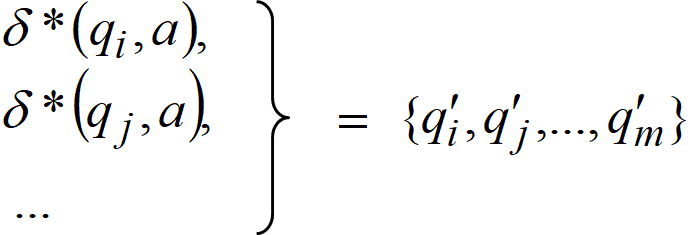 δ*(q_i, a),
δ*(q_j, a),
...
} = {q′_i, q′_j, ..., q′_m}